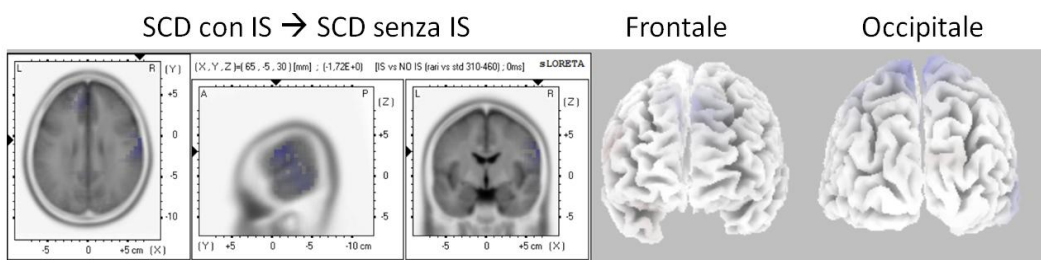 SCD con IS → SCD senza IS
Frontale
Occipitale
L R (Y)
+5
0
-5
-10
-5 0 +5 cm (X)
(X,Y,Z)=( 65, -5, 30 ) [mm] ; (-1,72E+0) [IS vs NO IS (rari vs std 310-460) ; 0ms] sLORETA
A P (Z)
+5
0
-5
(Y) +5 0 -5 -10 cm
L R (Z)
+5
0
-5
-5 0 +5 cm (X)